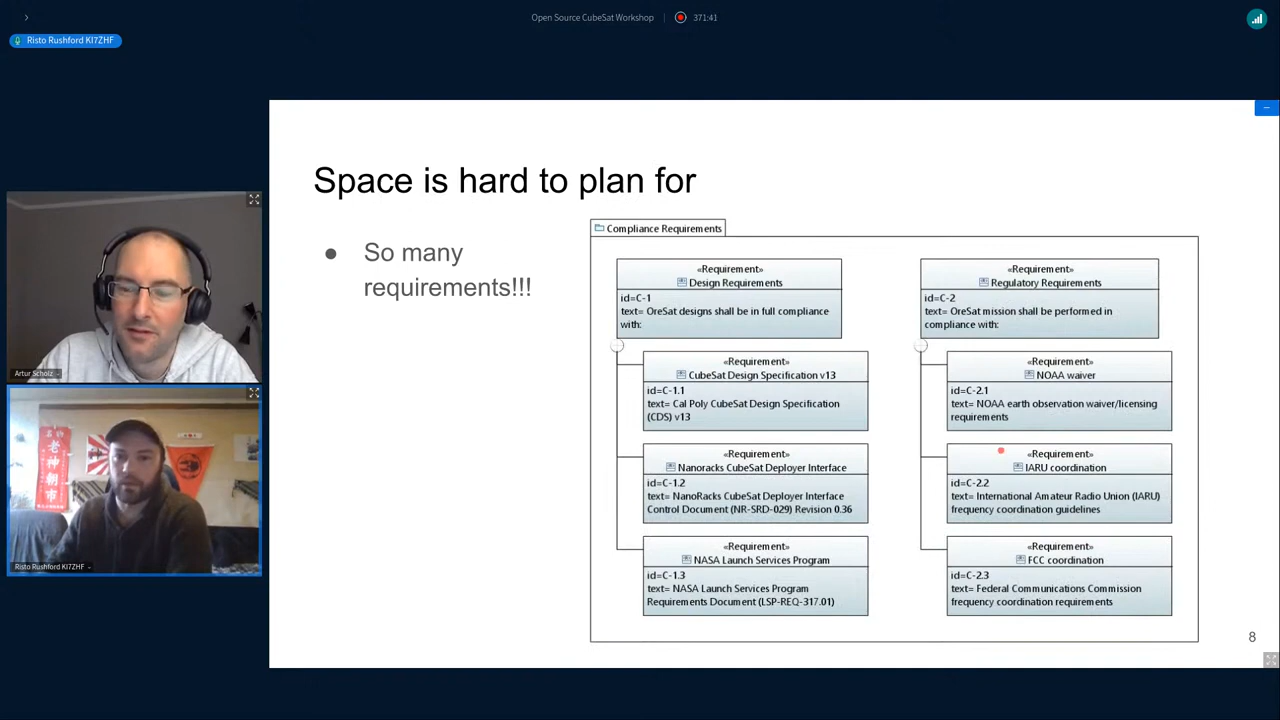 Open Source CubeSat Workshop
371:41
Risto Rushford KI7ZHF
Artur Scholz
老神朝市
Risto Rushford KI7ZHF
Space is hard to plan for
● So many
requirements!!!
Compliance Requirements
«Requirement»
Design Requirements
id=C-1
text= OreSat designs shall be in full compliance
with:
«Requirement»
CubeSat Design Specification v13
id=C-1.1
text= Cal Poly CubeSat Design Specification
(CDS) v13
«Requirement»
Nanoracks CubeSat Deployer Interface
id=C-1.2
text= NanoRacks CubeSat Deployer Interface
Control Document (NR-SRD-029) Revision 0.36
«Requirement»
NASA Launch Services Program
id=C-1.3
text= NASA Launch Services Program
Requirements Document (LSP-REQ-317.01)
«Requirement»
Regulatory Requirements
id=C-2
text= OreSat mission shall be performed in
compliance with:
«Requirement»
NOAA waiver
id=C-2.1
text= NOAA earth observation waiver/licensing
requirements
«Requirement»
IARU coordination
id=C-2.2
text= International Amateur Radio Union (IARU)
frequency coordination guidelines
«Requirement»
FCC coordination
id=C-2.3
text= Federal Communications Commission
frequency coordination requirements
8